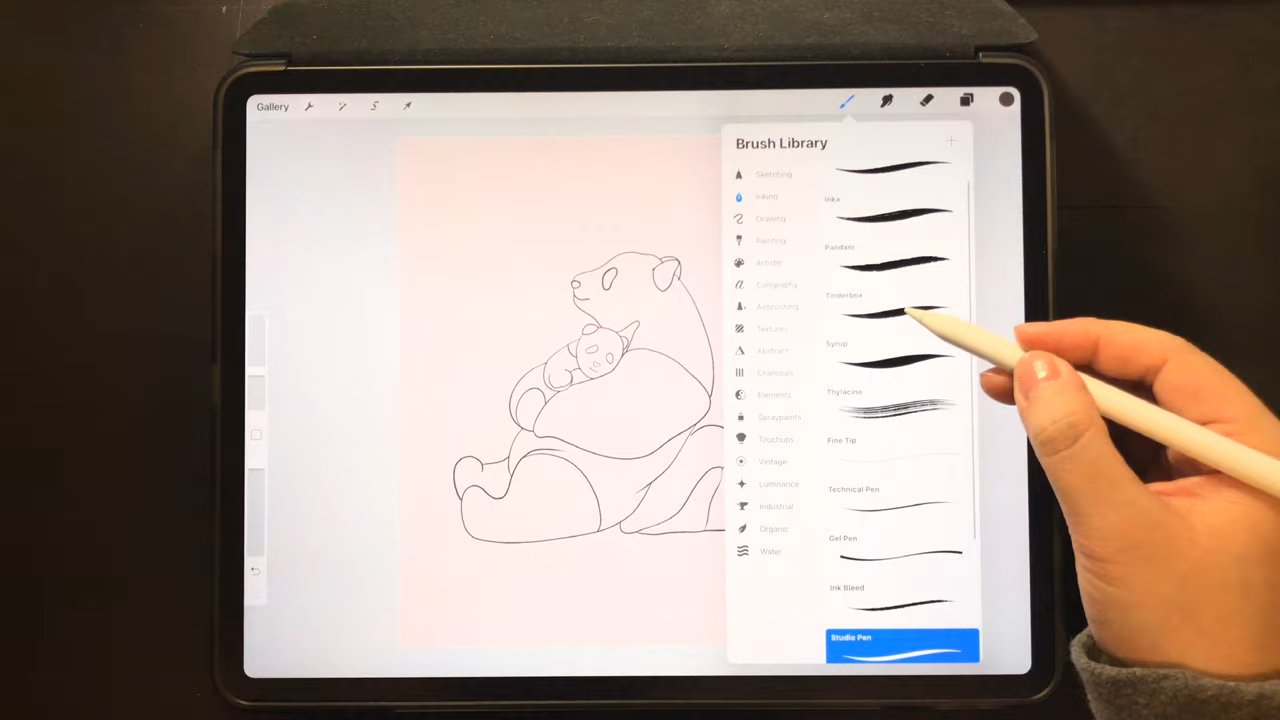 Gallery
Brush Library
Sketching
Inking
Drawing
Painting
Artistic
Calligraphy
Airbrushing
Textures
Abstract
Charcoals
Elements
Spraypaints
Touchups
Vintage
Luminance
Industrial
Organic
Water
Inka
Pandani
Tinderbox
Syrup
Thylacine
Fine Tip
Technical Pen
Gel Pen
Ink Bleed
Studio Pen